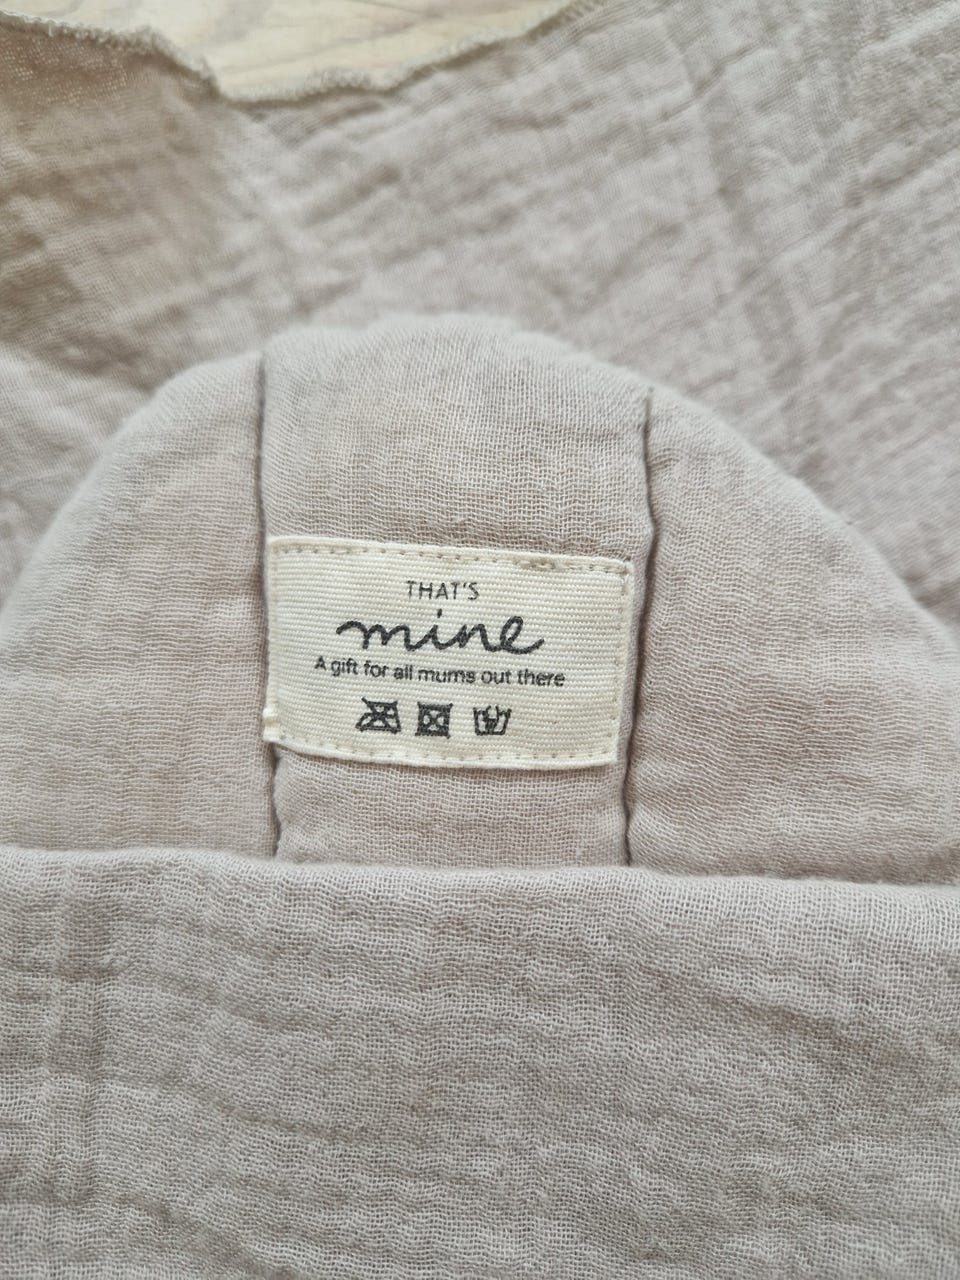 THAT'S
mine
A gift for all mums out there